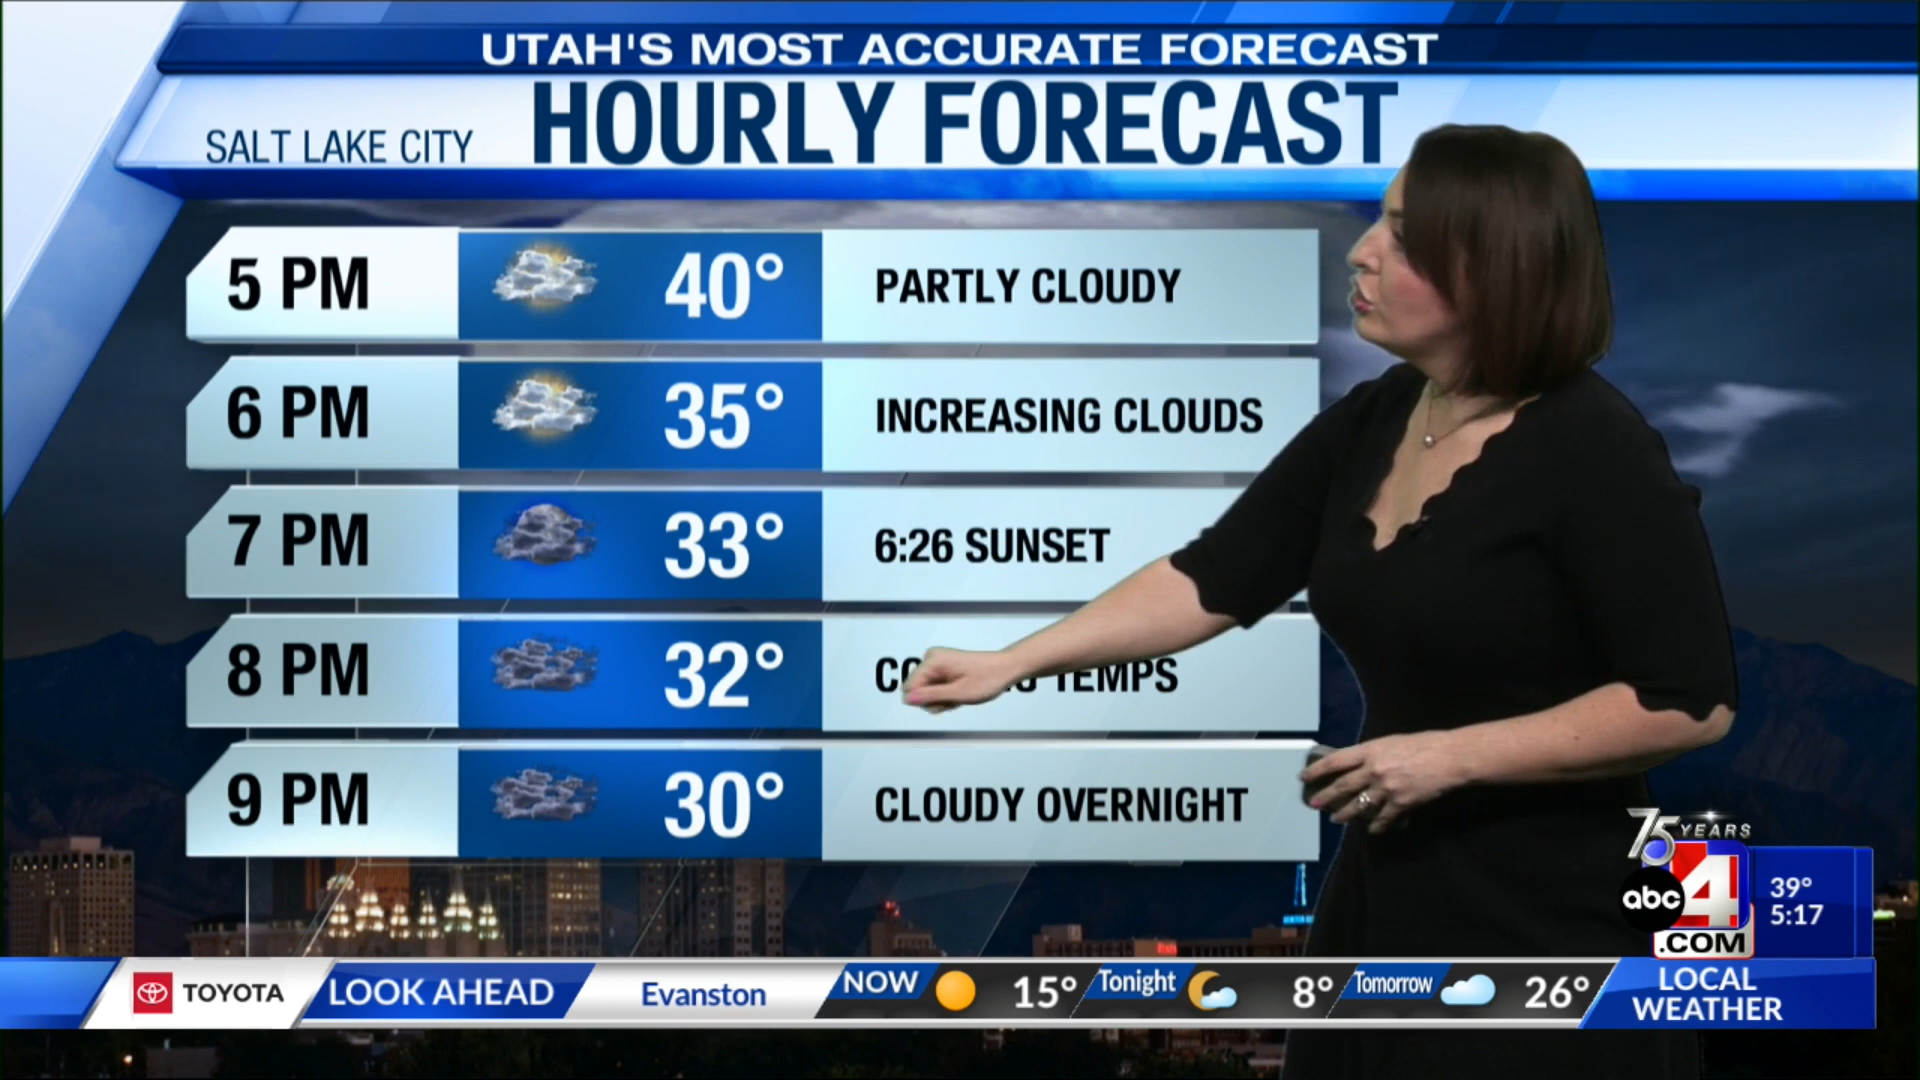 UTAH'S MOST ACCURATE FORECAST
SALT LAKE CITY HOURLY FORECAST
5 PM 40° PARTLY CLOUDY
6 PM 35° INCREASING CLOUDS
7 PM 33° 6:26 SUNSET
8 PM 32° TEMPS
9 PM 30° CLOUDY OVERNIGHT
75 YEARS
abc 4 39°
.COM 5:17
TOYOTA LOOK AHEAD Evanston NOW 15° Tonight 8° Tomorrow 26° LOCAL
WEATHER